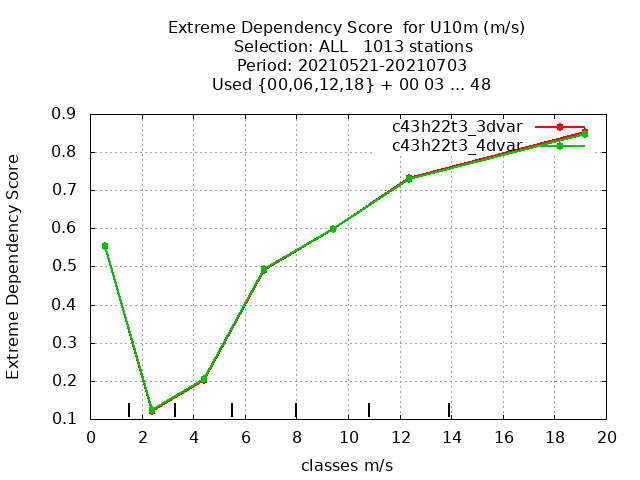 Extreme Dependency Score  for U10m (m/s)
Selection: ALL   1013 stations
Period: 20210521-20210703
Used {00,06,12,18} + 00 03 ... 48
c43h22t3_3dvar
c43h22t3_4dvar
Extreme Dependency Score
0.9
0.8
0.7
0.6
0.5
0.4
0.3
0.2
0.1
0 2 4 6 8 10 12 14 16 18 20
classes m/s